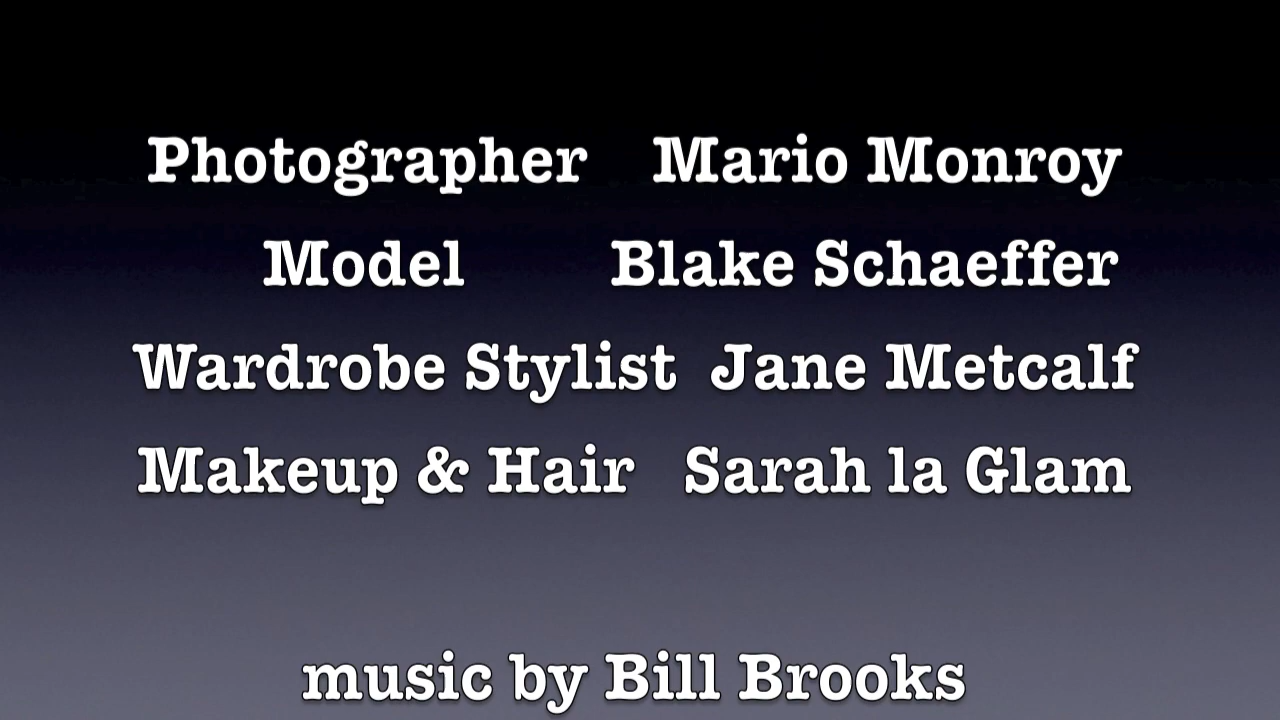 Photographer Mario Monroy
Model Blake Schaeffer
Wardrobe Stylist Jane Metcalf
Makeup & Hair Sarah la Glam
music by Bill Brooks